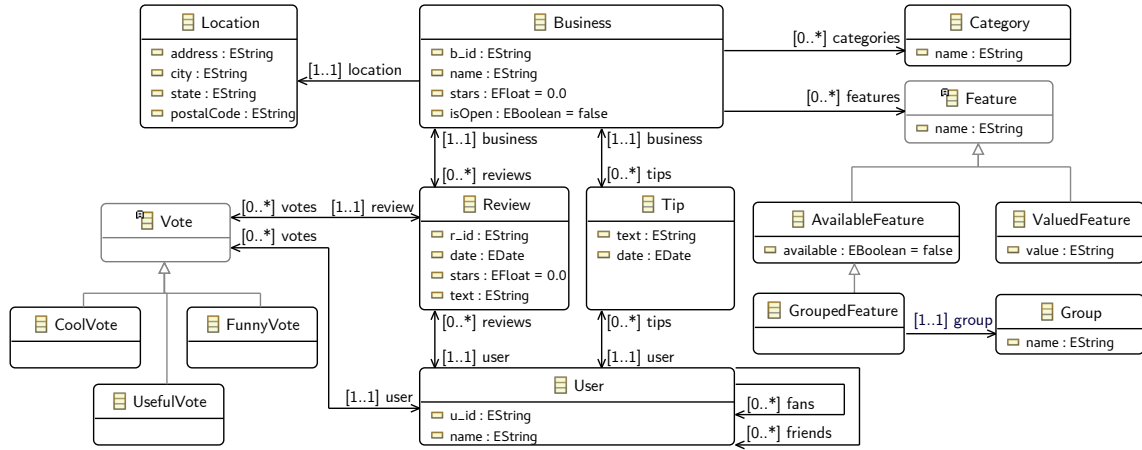 Location
address : EString
city : EString
state : EString
postalCode : EString
Business
b_id : EString
name : EString
stars : EFloat = 0.0
isOpen : EBoolean = false
Category
name : EString
[0..*] categories
[1..1] location
[0..*] features
Feature
name : EString
[1..1] business
[1..1] business
[0..*] reviews
[0..*] tips
Vote
[0..*] votes
[1..1] review
[0..*] votes
Review
r_id : EString
date : EDate
stars : EFloat = 0.0
text : EString
Tip
text : EString
date : EDate
AvailableFeature
available : EBoolean = false
ValuedFeature
value : EString
CoolVote
FunnyVote
UsefulVote
GroupedFeature
[1..1] group
Group
name : EString
[0..*] reviews
[0..*] tips
[1..1] user
[1..1] user
[1..1] user
User
u_id : EString
name : EString
[0..*] fans
[0..*] friends